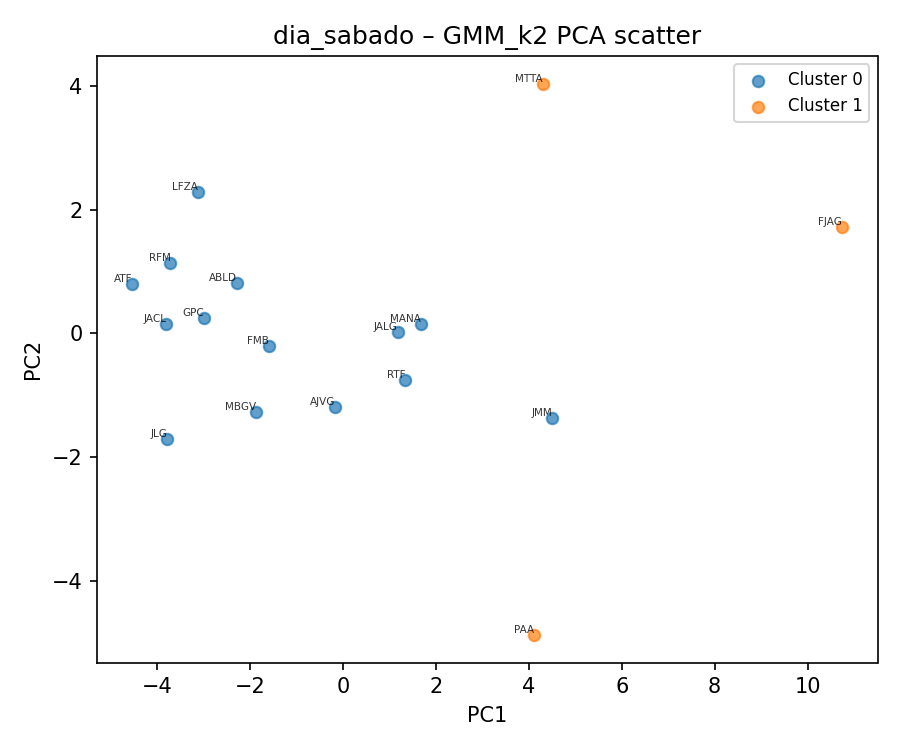 dia_sabado – GMM_k2 PCA scatter
Cluster 0
Cluster 1
MTTA
FJAG
LFZA
RFM
ATF
ABLD
JACL
GPC
MANA
JALG
FMB
RTF
MBGV
AJVG
JMM
JLG
PAA
4
2
0
−2
−4
PC2
−4 −2 0 2 4 6 8 10
PC1